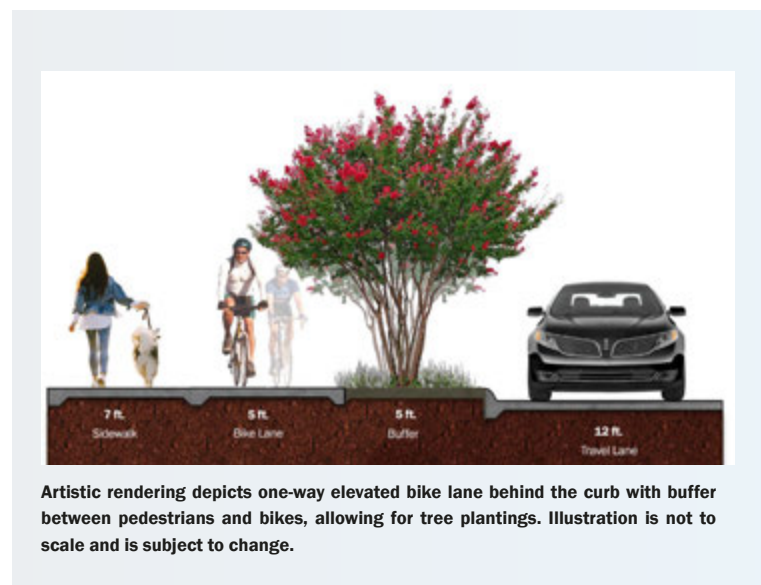 7 ft.
Sidewalk
5 ft.
Bike Lane
5 ft.
Buffer
12 ft.
Travel Lane
Artistic rendering depicts one-way elevated bike lane behind the curb with buffer
between pedestrians and bikes, allowing for tree plantings. Illustration is not to
scale and is subject to change.